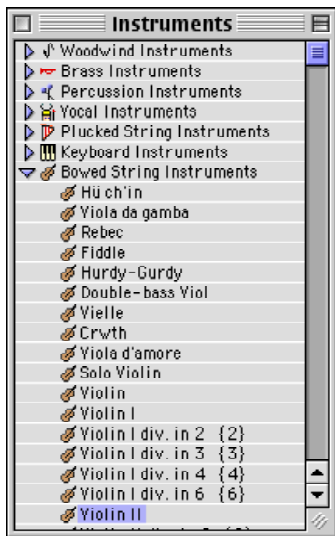 Instruments
Woodwind Instruments
Brass Instruments
Percussion Instruments
Vocal Instruments
Plucked String Instruments
Keyboard Instruments
Bowed String Instruments
Hü ch'in
Viola da gamba
Rebec
Fiddle
Hurdy-Gurdy
Double-bass Viol
Vielle
Crwth
Viola d'amore
Solo Violin
Violin
Violin I
Violin I div. in 2 {2}
Violin I div. in 3 {3}
Violin I div. in 4 {4}
Violin I div. in 6 {6}
Violin II